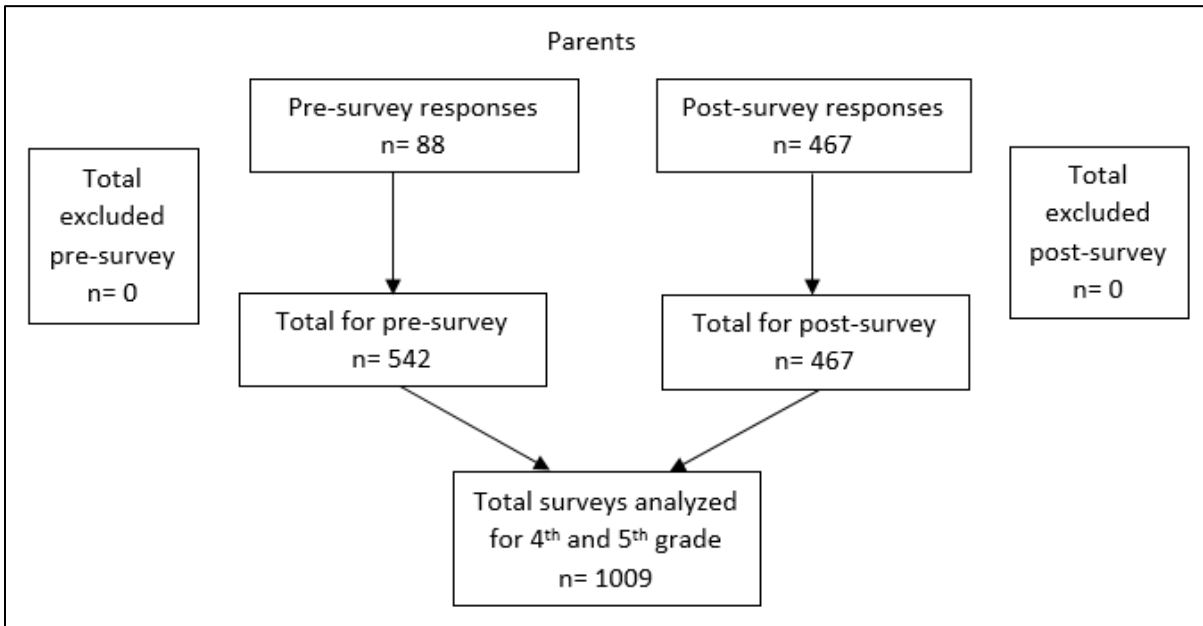 Parents
Pre-survey responses
n= 88
Post-survey responses
n= 467
Total
excluded
pre-survey
n= 0
Total
excluded
post-survey
n= 0
Total for pre-survey
n= 542
Total for post-survey
n= 467
Total surveys analyzed
for 4th and 5th grade
n= 1009